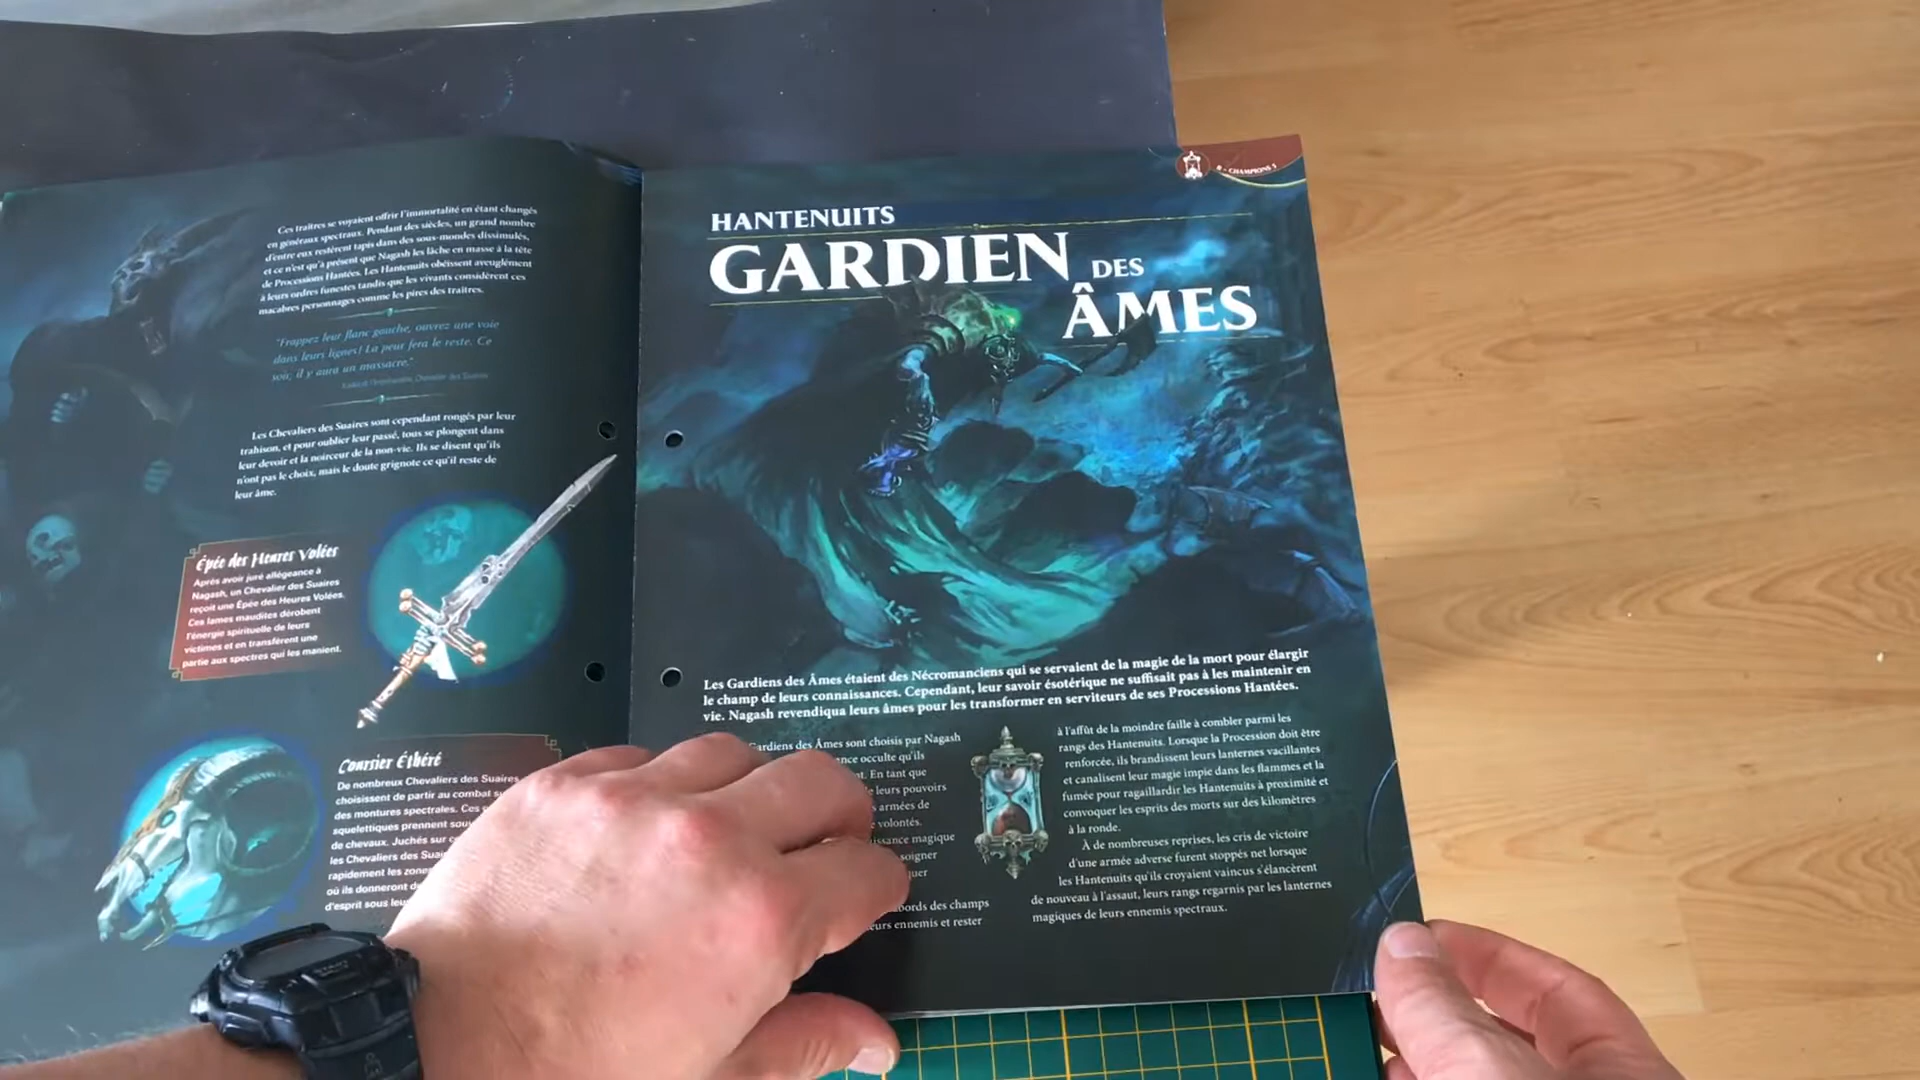 Ces traîtres se voyaient offrir l'immortalité en étant changés
en généraux spectraux. Pendant des siècles, un grand nombre
d'entre eux restèrent tapis dans des sous-mondes dissimulés,
et ce n'est qu'à présent que Nagash les lâche en masse à la tête
de Processions Hantées. Les Hantenuits obéissent aveuglément
à leurs ordres funestes tandis que les vivants considèrent ces
macabres personnages comme les pires des traîtres.
"Frappez leur flanc gauche, ouvrez une voie
dans leurs lignes! La peur fera le reste. Ce
soir, il y aura un massacre."
Chevalier des Suaires
Les Chevaliers des Suaires sont cependant rongés par leur
trahison, et pour oublier leur passé, tous se plongent dans
leur devoir et la noirceur de la non-vie. Ils se disent qu'ils
n'ont pas le choix, mais le doute grignote ce qu'il reste de
leur âme.
Épée des Heures Volées
Après avoir juré allégeance à
Nagash, un Chevalier des Suaires
reçoit une Épée des Heures Volées.
Ces lames maudites dérobent
l'énergie spirituelle de leurs
victimes et en transfèrent une
partie aux spectres qui les manient.
Coursier Éthéré
De nombreux Chevaliers des Suaires
choisissent de partir au combat
des montures spectrales. Ces
squelettiques prennent
de chevaux. Juchés sur
les Chevaliers des
rapidement les
où ils donneront
d'esprit sous
8 - CHAMPIONS 5
HANTENUITS
GARDIEN DES
ÂMES
Les Gardiens des Âmes étaient des Nécromanciens qui se servaient de la magie de la mort pour élargir
le champ de leurs connaissances. Cependant, leur savoir ésotérique ne suffisait pas à les maintenir en
vie. Nagash revendiqua leurs âmes pour les transformer en serviteurs de ses Processions Hantées.
Gardiens des Âmes sont choisis par Nagash
occulte qu'ils
En tant que
leurs pouvoirs
armées de
volontés.
magique
soigner
des champs
ennemis et rester
à l'affût de la moindre faille à combler parmi les
rangs des Hantenuits. Lorsque la Procession doit être
renforcée, ils brandissent leurs lanternes vacillantes
et canalisent leur magie impie dans les flammes et la
fumée pour ragaillardir les Hantenuits à proximité et
convoquer les esprits des morts sur des kilomètres
à la ronde.
À de nombreuses reprises, les cris de victoire
d'une armée adverse furent stoppés net lorsque
les Hantenuits qu'ils croyaient vaincus s'élancèrent
de nouveau à l'assaut, leurs rangs regarnis par les lanternes
magiques de leurs ennemis spectraux.